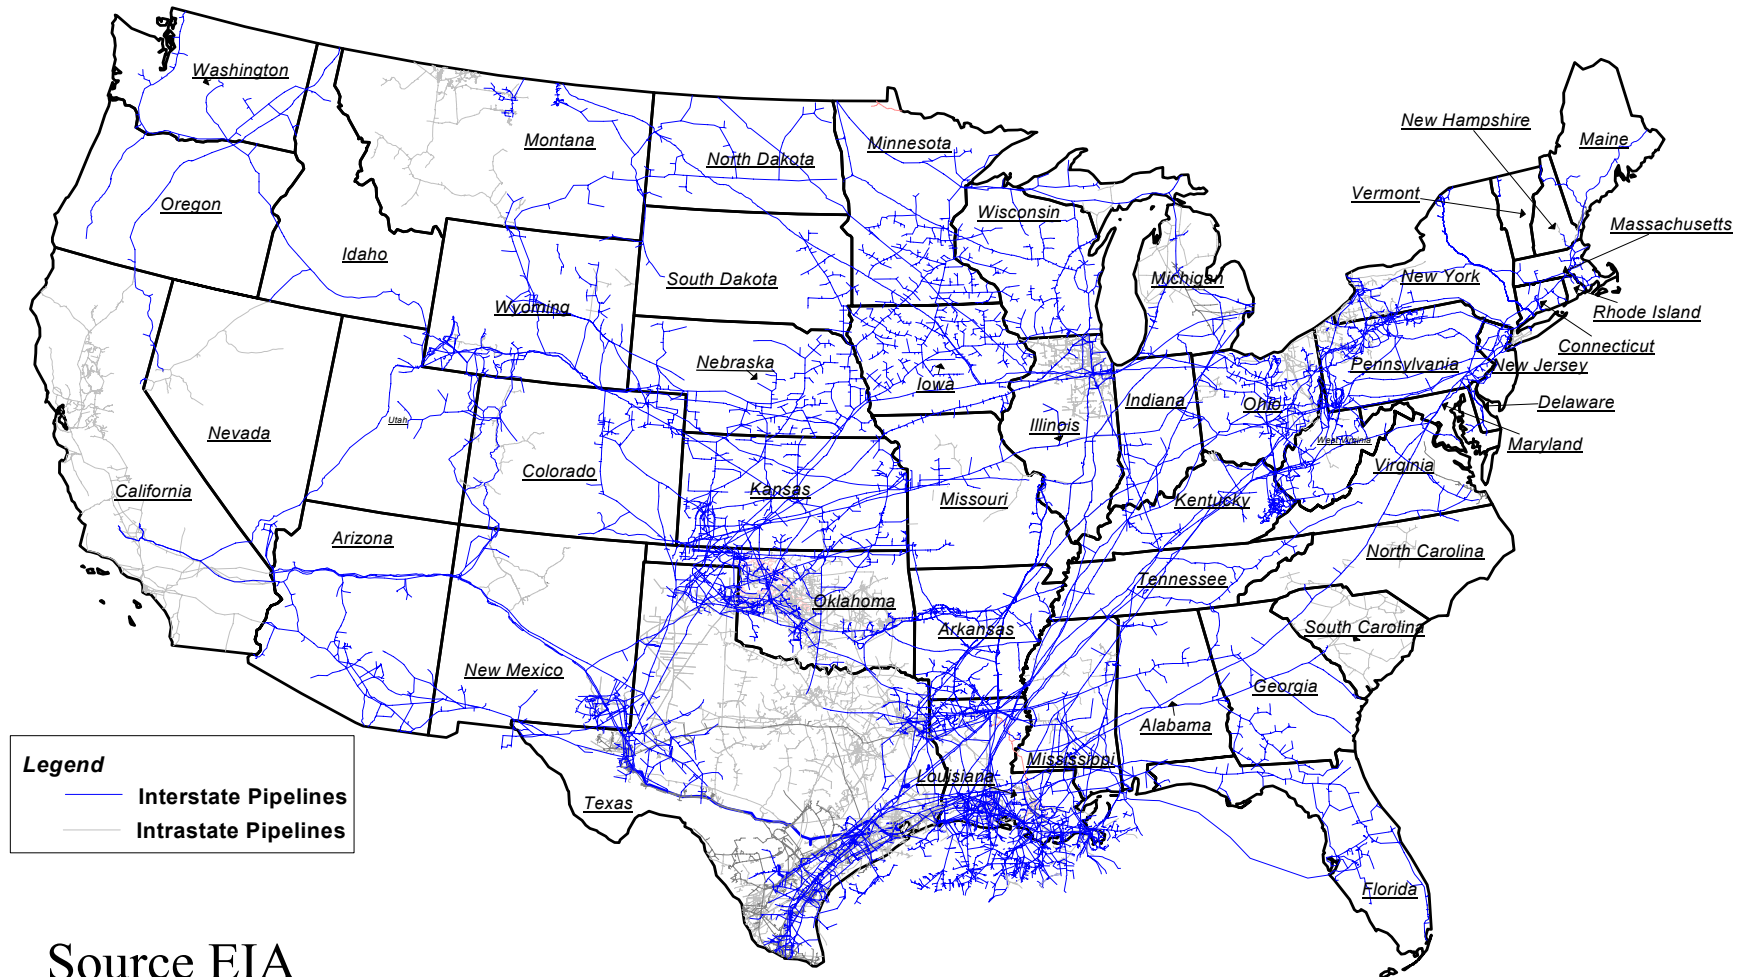 Washington
Montana
North Dakota
Minnesota
New Hampshire
Maine
Vermont
Oregon
Wisconsin
Massachusetts
Idaho
South Dakota
Michigan
New York
Wyoming
Rhode Island
Connecticut
Nebraska
Iowa
Pennsylvania
New Jersey
Indiana
Ohio
Delaware
Utah
Nevada
Illinois
West Virginia
Maryland
Virginia
Colorado
Kansas
California
Missouri
Kentucky
Arizona
North Carolina
Tennessee
Oklahoma
Arkansas
South Carolina
New Mexico
Georgia
Alabama
Mississippi
Louisiana
Texas
Florida
Legend
Interstate Pipelines
Intrastate Pipelines
Source EIA